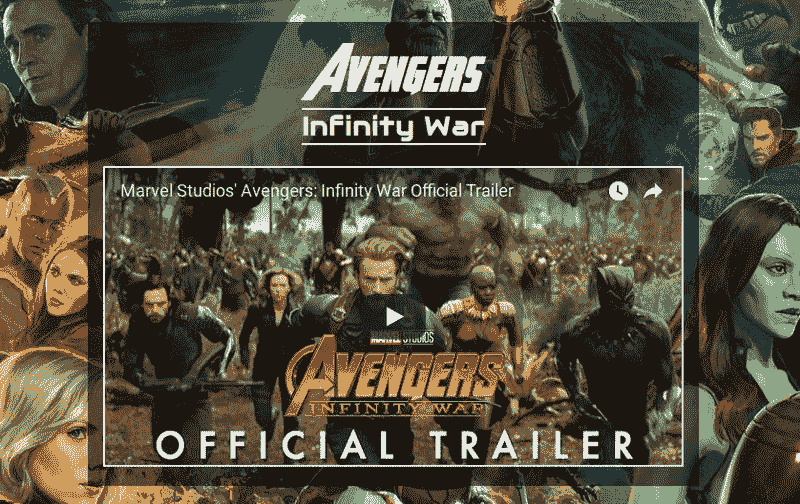 AVENGERS
Infinity War
Marvel Studios' Avengers: Infinity War Official Trailer
MARVEL STUDIOS
AVENGERS
INFINITY WAR
OFFICIAL TRAILER